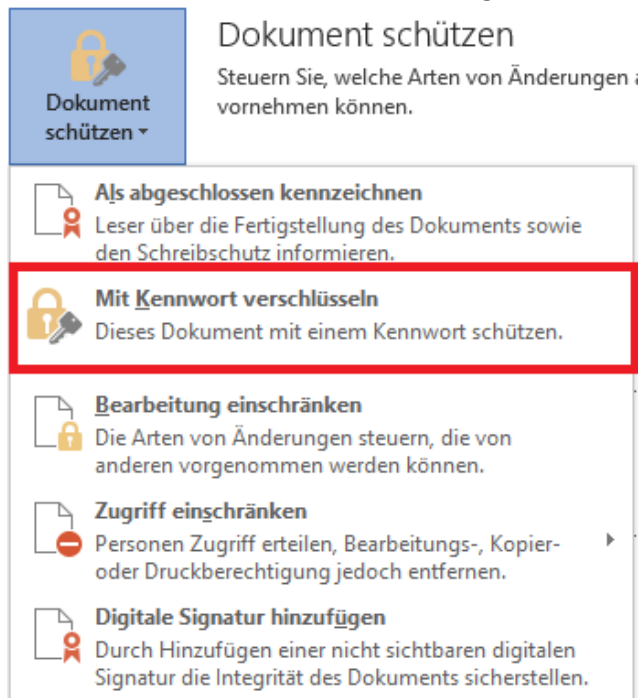 Dokument schützen
Steuern Sie, welche Arten von Änderungen
vornehmen können.
Dokument
schützen
Als abgeschlossen kennzeichnen
Leser über die Fertigstellung des Dokuments sowie
den Schreibschutz informieren.
Mit Kennwort verschlüsseln
Dieses Dokument mit einem Kennwort schützen.
Bearbeitung einschränken
Die Arten von Änderungen steuern, die von
anderen vorgenommen werden können.
Zugriff einschränken
Personen Zugriff erteilen, Bearbeitungs-, Kopier-
oder Druckberechtigung jedoch entfernen.
Digitale Signatur hinzufügen
Durch Hinzufügen einer nicht sichtbaren digitalen
Signatur die Integrität des Dokuments sicherstellen.